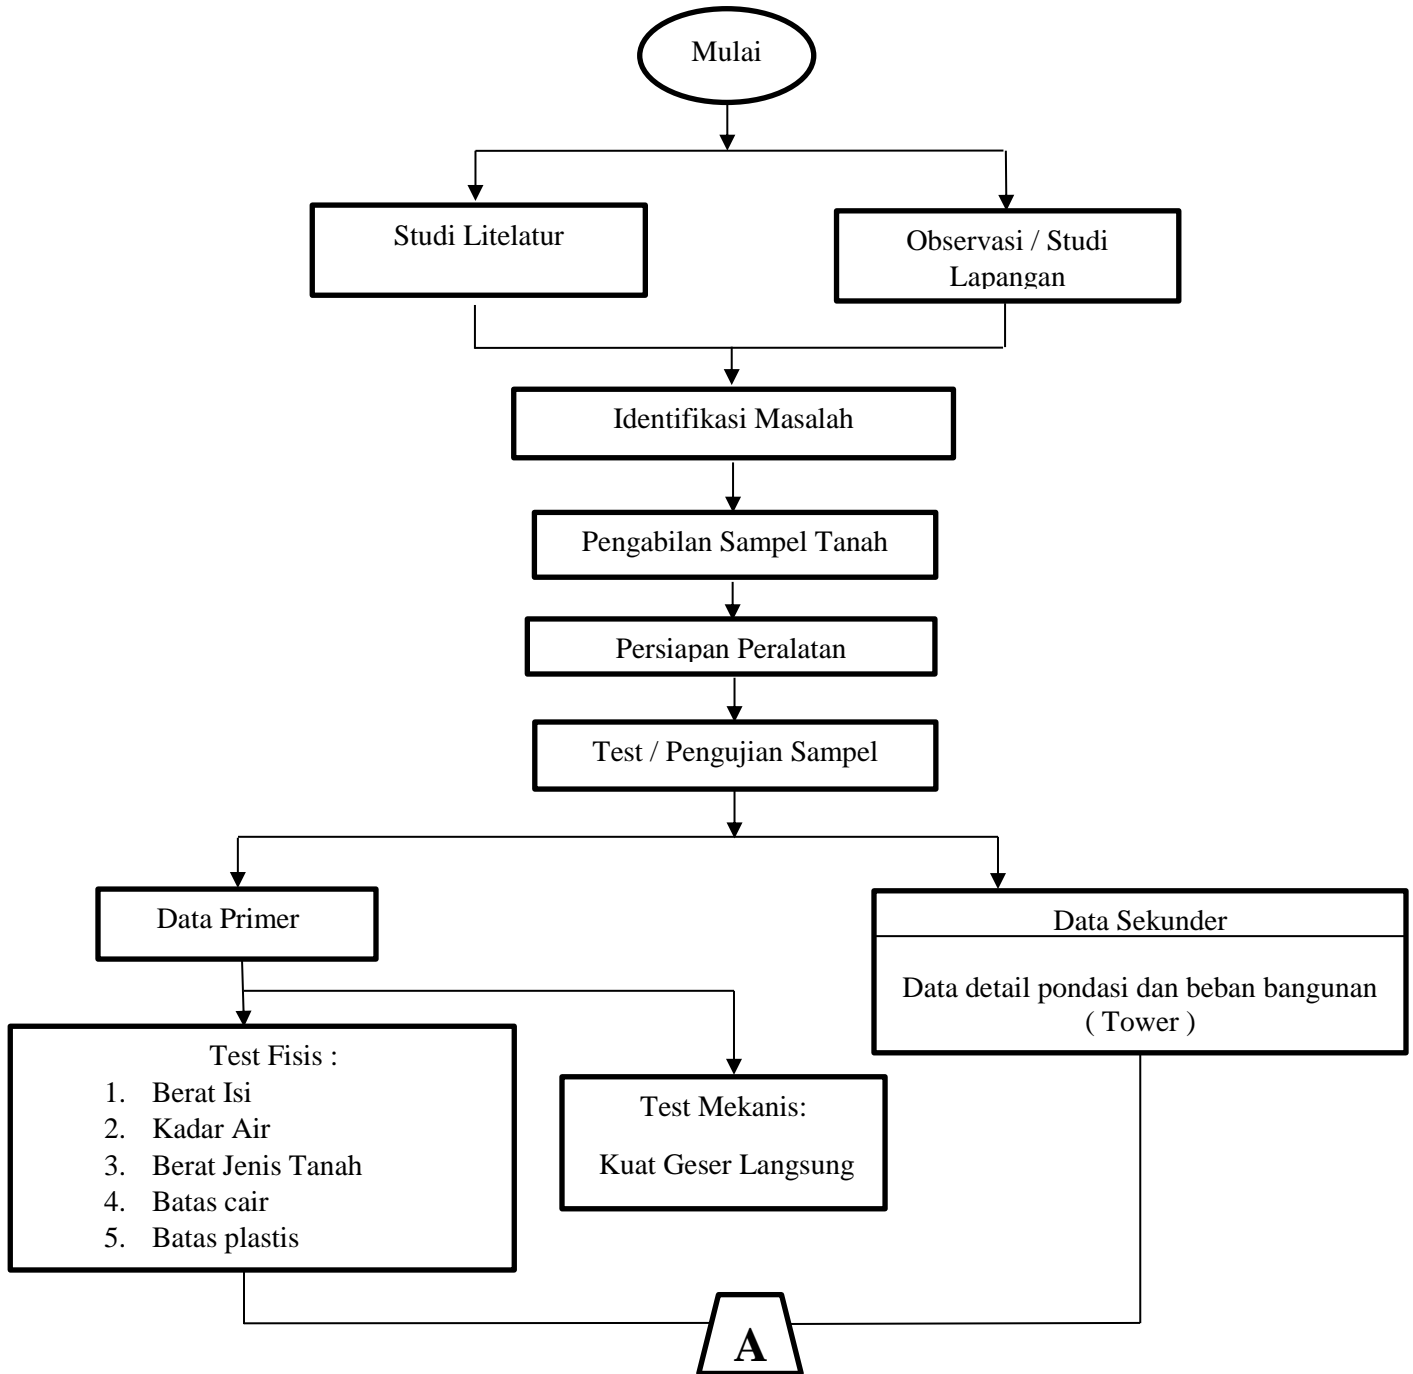 Mulai
Studi Litelatur
Observasi / Studi
Lapangan
Identifikasi Masalah
Pengabilan Sampel Tanah
Persiapan Peralatan
Test / Pengujian Sampel
Data Primer
Data Sekunder
Data detail pondasi dan beban bangunan
( Tower )
Test Fisis :
1. Berat Isi
2. Kadar Air
3. Berat Jenis Tanah
4. Batas cair
5. Batas plastis
Test Mekanis:
Kuat Geser Langsung
A